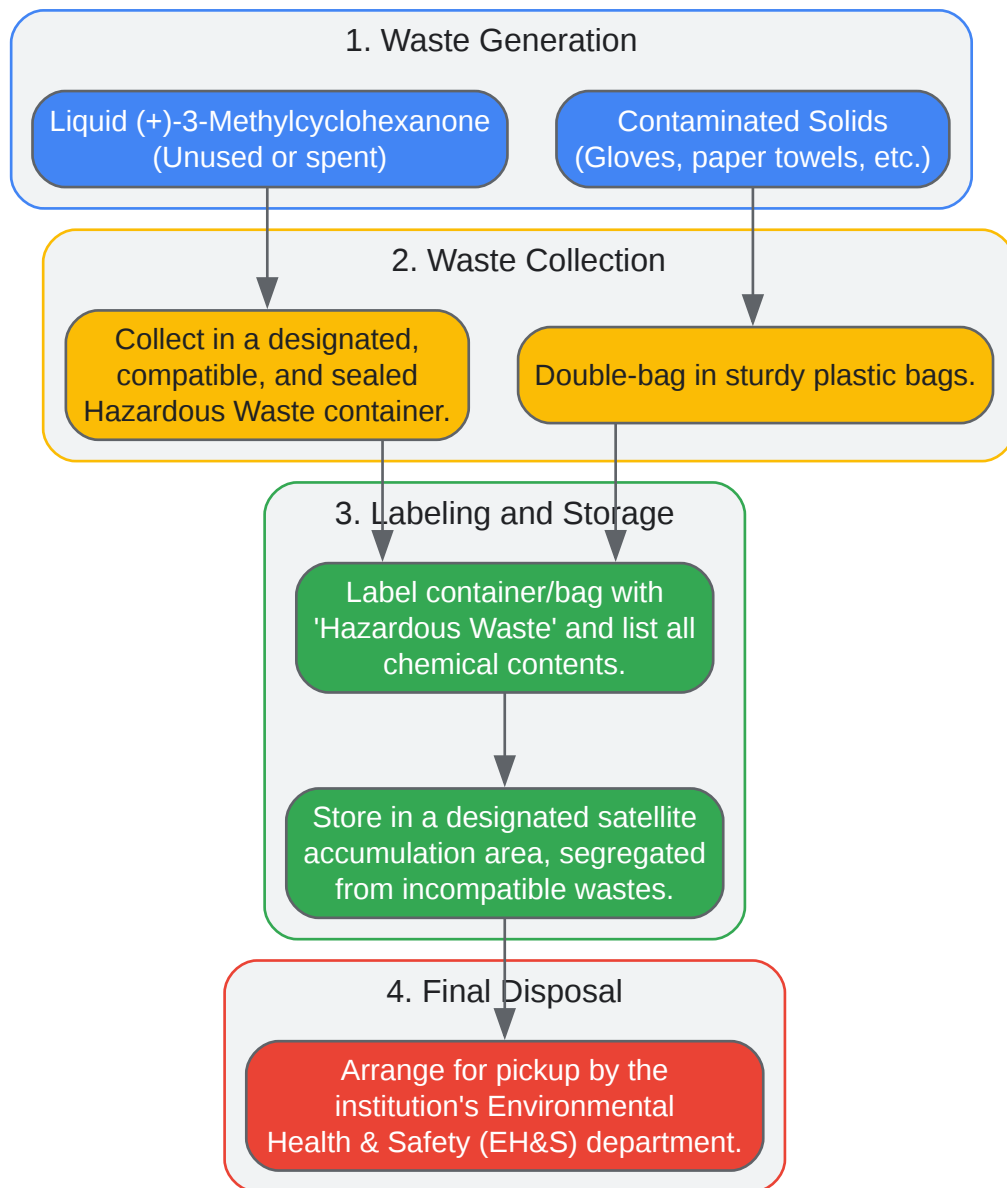 1. Waste Generation
Liquid (+)-3-Methylcyclohexanone
(Unused or spent)
Contaminated Solids
(Gloves, paper towels, etc.)
2. Waste Collection
Collect in a designated,
compatible, and sealed
Hazardous Waste container.
Double-bag in sturdy plastic bags.
3. Labeling and Storage
Label container/bag with
'Hazardous Waste' and list all
chemical contents.
Store in a designated satellite
accumulation area, segregated
from incompatible wastes.
4. Final Disposal
Arrange for pickup by the
institution's Environmental
Health & Safety (EH&S) department.